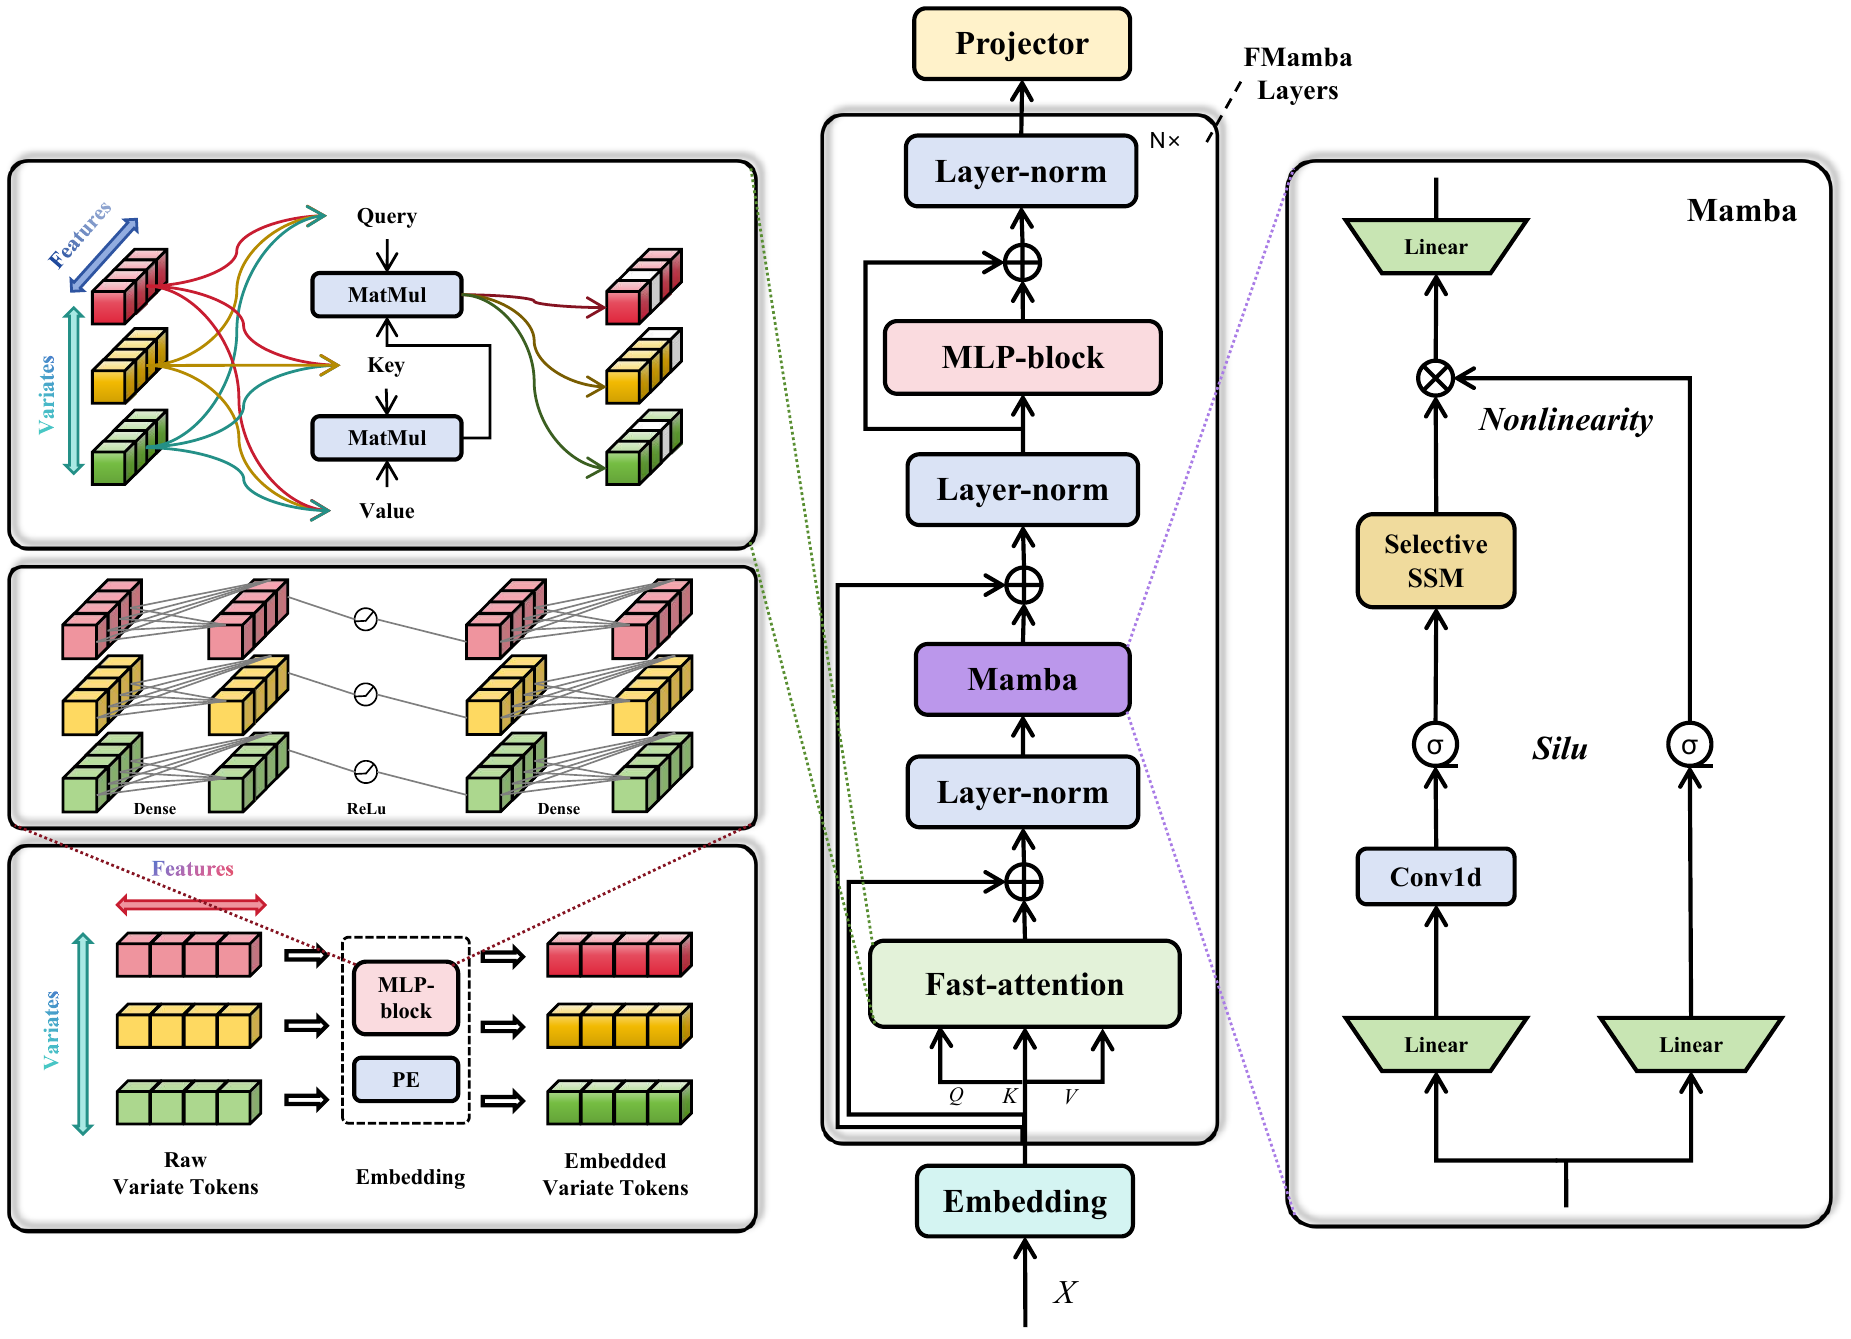 Projector
FMamba
Layers
N×
Layer-norm
MLP-block
Layer-norm
Mamba
Layer-norm
Fast-attention
Q
K
V
Embedding
X
Features
Variates
Query
MatMul
Key
MatMul
Value
Dense
ReLu
Dense
Features
Variates
MLP-
block
PE
Raw
Variate Tokens
Embedding
Embedded
Variate Tokens
Mamba
Linear
Nonlinearity
Selective
SSM
σ
Silu
σ
Conv1d
Linear
Linear